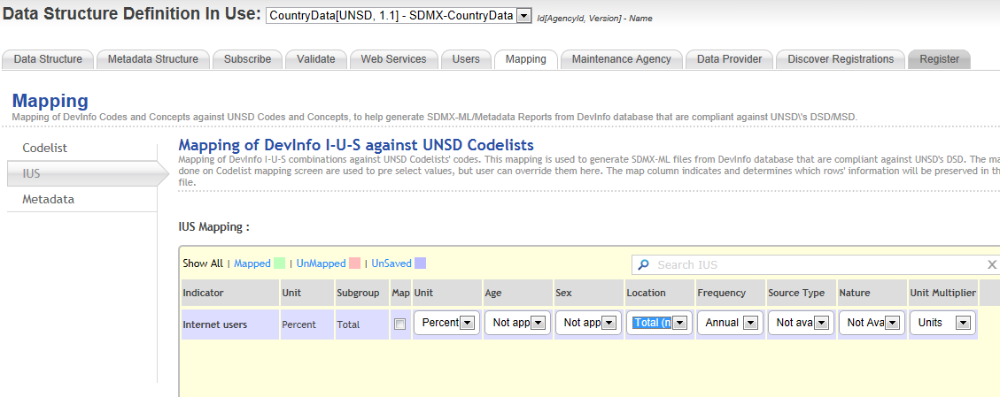 Data Structure Definition In Use: CountryData[UNSD, 1.1] - SDMX-CountryData Id[AgencyId, Version] - Name
Data Structure Metadata Structure Subscribe Validate Web Services Users Mapping Maintenance Agency Data Provider Discover Registrations Register
Mapping
Mapping of DevInfo Codes and Concepts against UNSD Codes and Concepts, to help generate SDMX-ML/Metadata Reports from DevInfo database that are compliant against UNSD\'s DSD/MSD.
Codelist
IUS
Metadata
Mapping of DevInfo I-U-S against UNSD Codelists
Mapping of DevInfo I-U-S combinations against UNSD Codelists' codes. This mapping is used to generate SDMX-ML files from DevInfo database that are compliant against UNSD's DSD. The ma
done on Codelist mapping screen are used to pre select values, but user can override them here. The map column indicates and determines which rows' information will be preserved in th
file.
IUS Mapping :
Show All | Mapped | UnMapped | UnSaved Search IUS X
Indicator Unit Subgroup Map Unit Age Sex Location Frequency Source Type Nature Unit Multiplier
Internet users Percent Total Percent Not app Not app Total (n Annual Not ava Not Ava Units